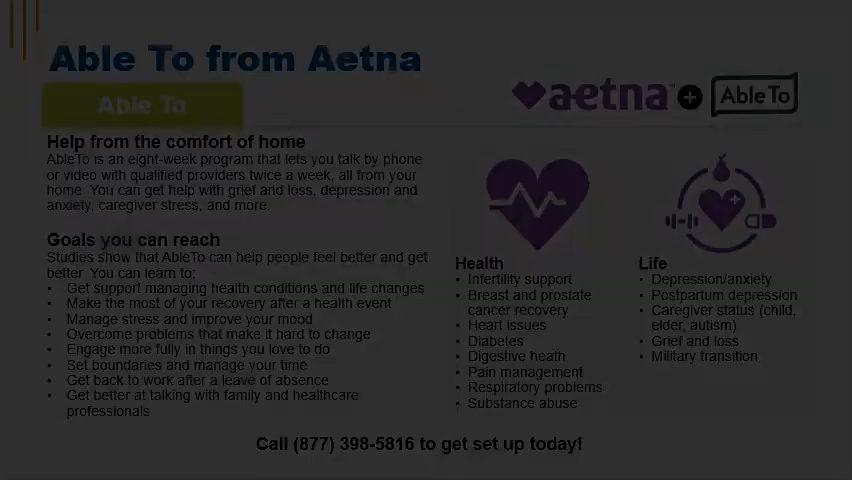 Able To from Aetna
Able To
aetna™ + AbleTo
Help from the comfort of home
AbleTo is an eight-week program that lets you talk by phone
or video with qualified providers twice a week, all from your
home. You can get help with grief and loss, depression and
anxiety, caregiver stress, and more.
Goals you can reach
Studies show that AbleTo can help people feel better and get
better. You can learn to:
• Get support managing health conditions and life changes
• Make the most of your recovery after a health event
• Manage stress and improve your mood
• Overcome problems that make it hard to change
• Engage more fully in things you love to do
• Set boundaries and manage your time
• Get back to work after a leave of absence
• Get better at talking with family and healthcare
professionals
Health
• Infertility support
• Breast and prostate
cancer recovery
• Heart issues
• Diabetes
• Digestive heath
• Pain management
• Respiratory problems
• Substance abuse
Life
• Depression/anxiety
• Postpartum depression
• Caregiver status (child,
elder, autism)
• Grief and loss
• Military transition
Call (877) 398-5816 to get set up today!